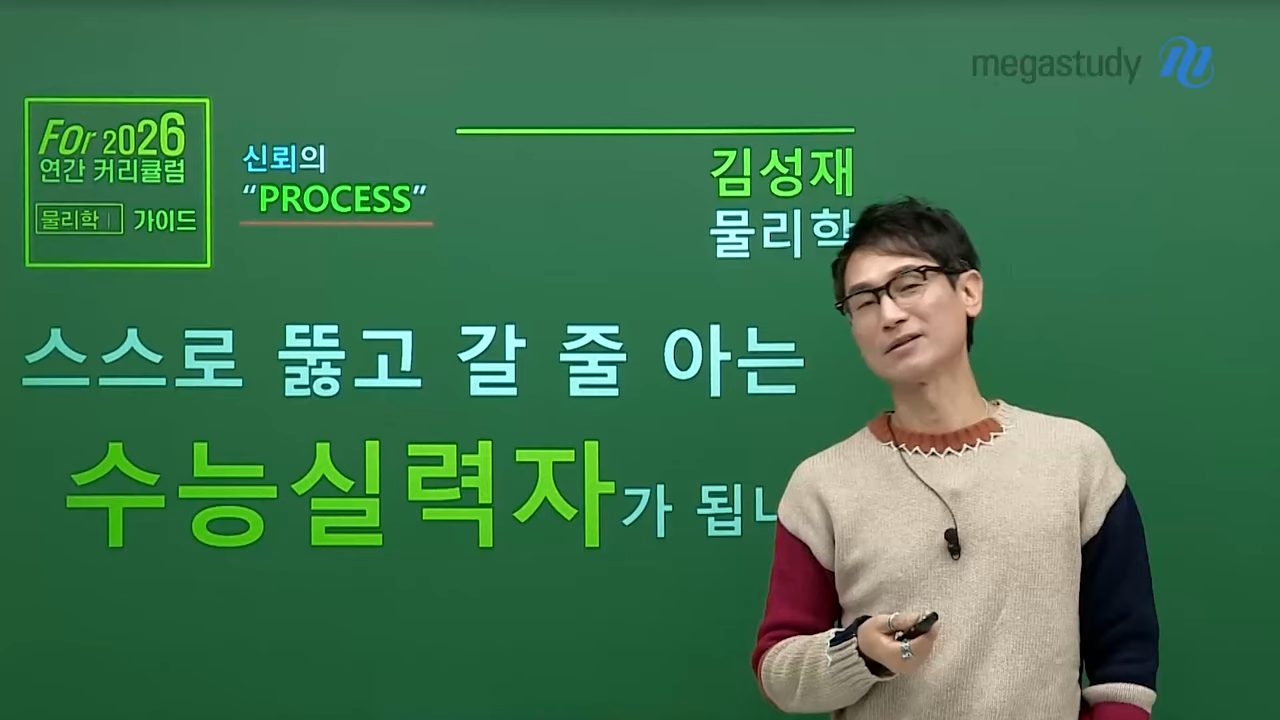 megastudy
For 2026
연간 커리큘럼
물리학Ⅰ 가이드
신뢰의
“PROCESS”
김성재
물리학
스스로 뚫고 갈 줄 아는
수능실력자가 됩니